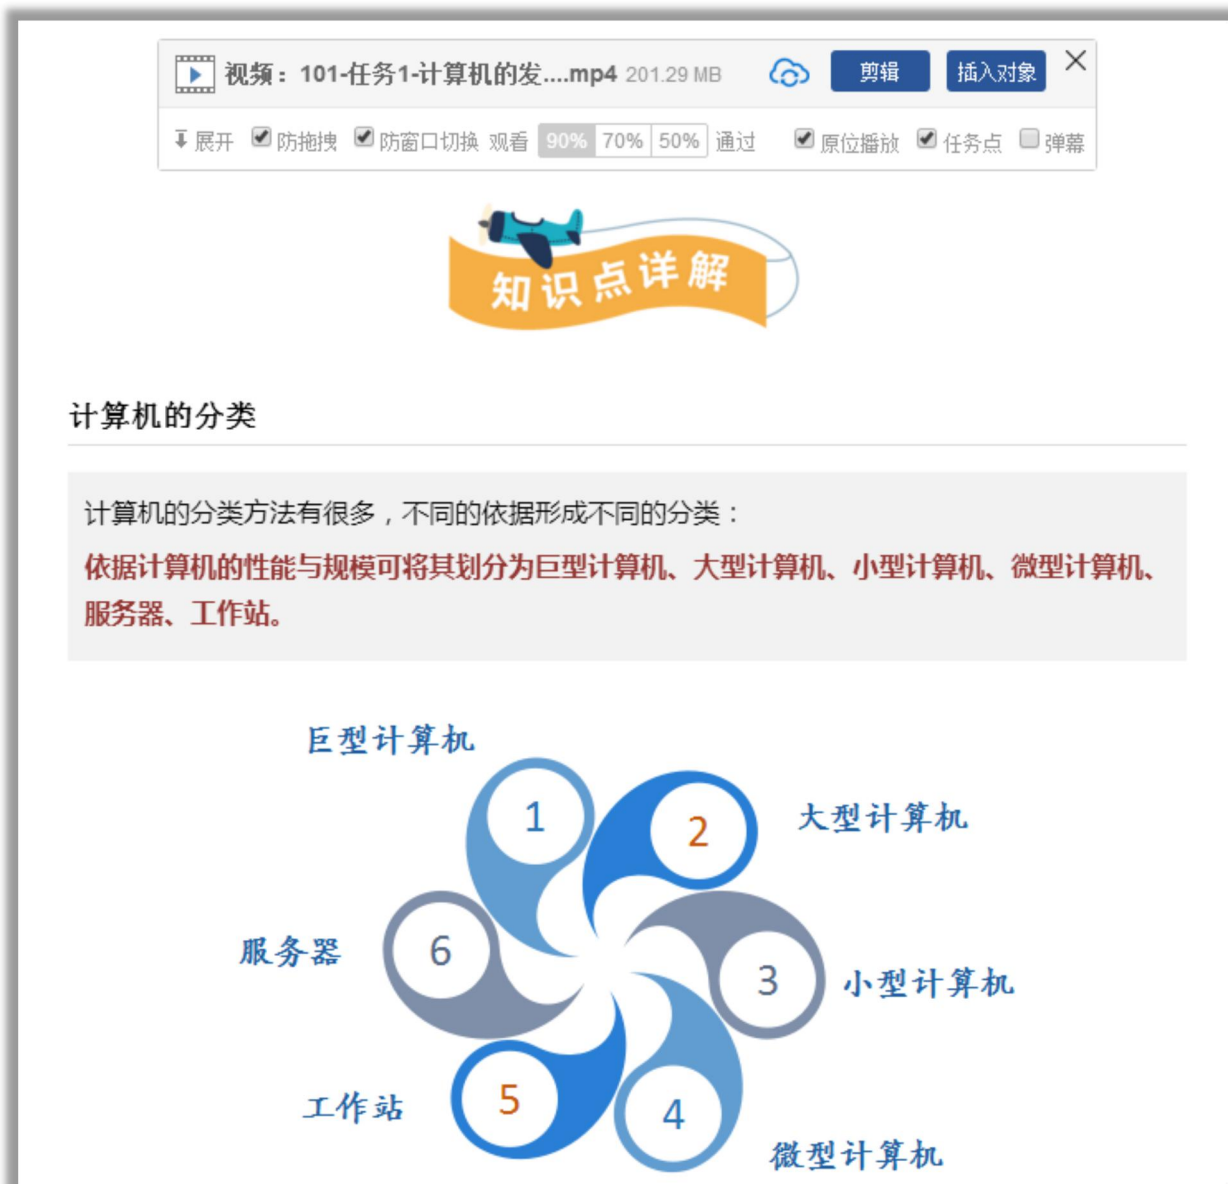 视频：101-任务1-计算机的发....mp4 201.29 MB 剪辑 插入对象
展开 防拖拽 防窗口切换 观看 90% 70% 50% 通过 原位播放 任务点 弹幕
知识点详解
计算机的分类
计算机的分类方法有很多，不同的依据形成不同的分类：
依据计算机的性能与规模可将其划分为巨型计算机、大型计算机、小型计算机、微型计算机、
服务器、工作站。
巨型计算机
1
2
大型计算机
服务器
6
3
小型计算机
工作站
5
4
微型计算机